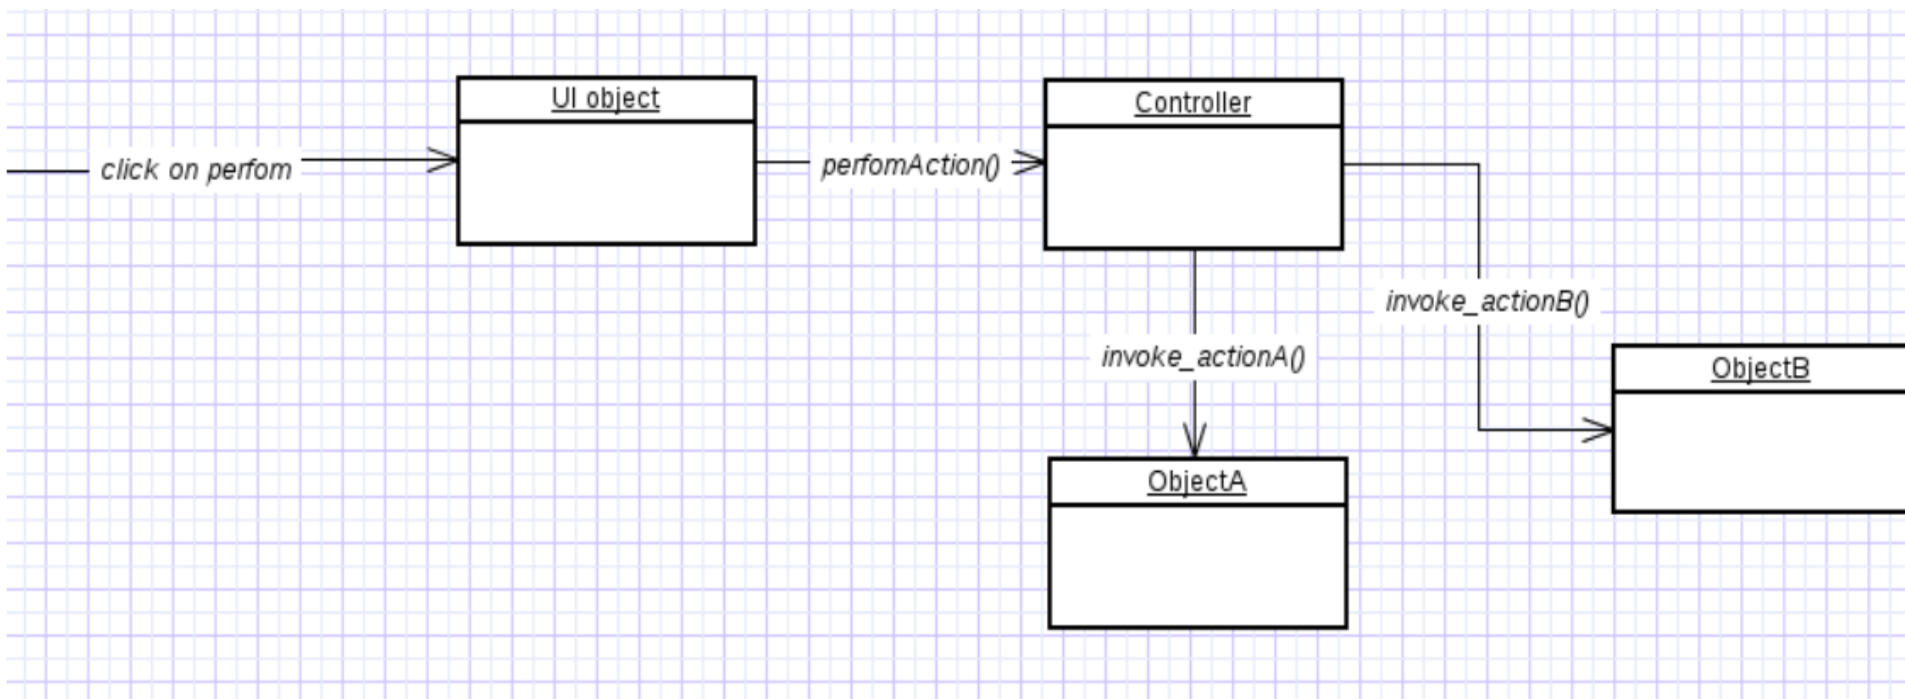 UI object
Controller
click on perfom
perfomAction()
invoke_actionB()
invoke_actionA()
ObjectB
ObjectA